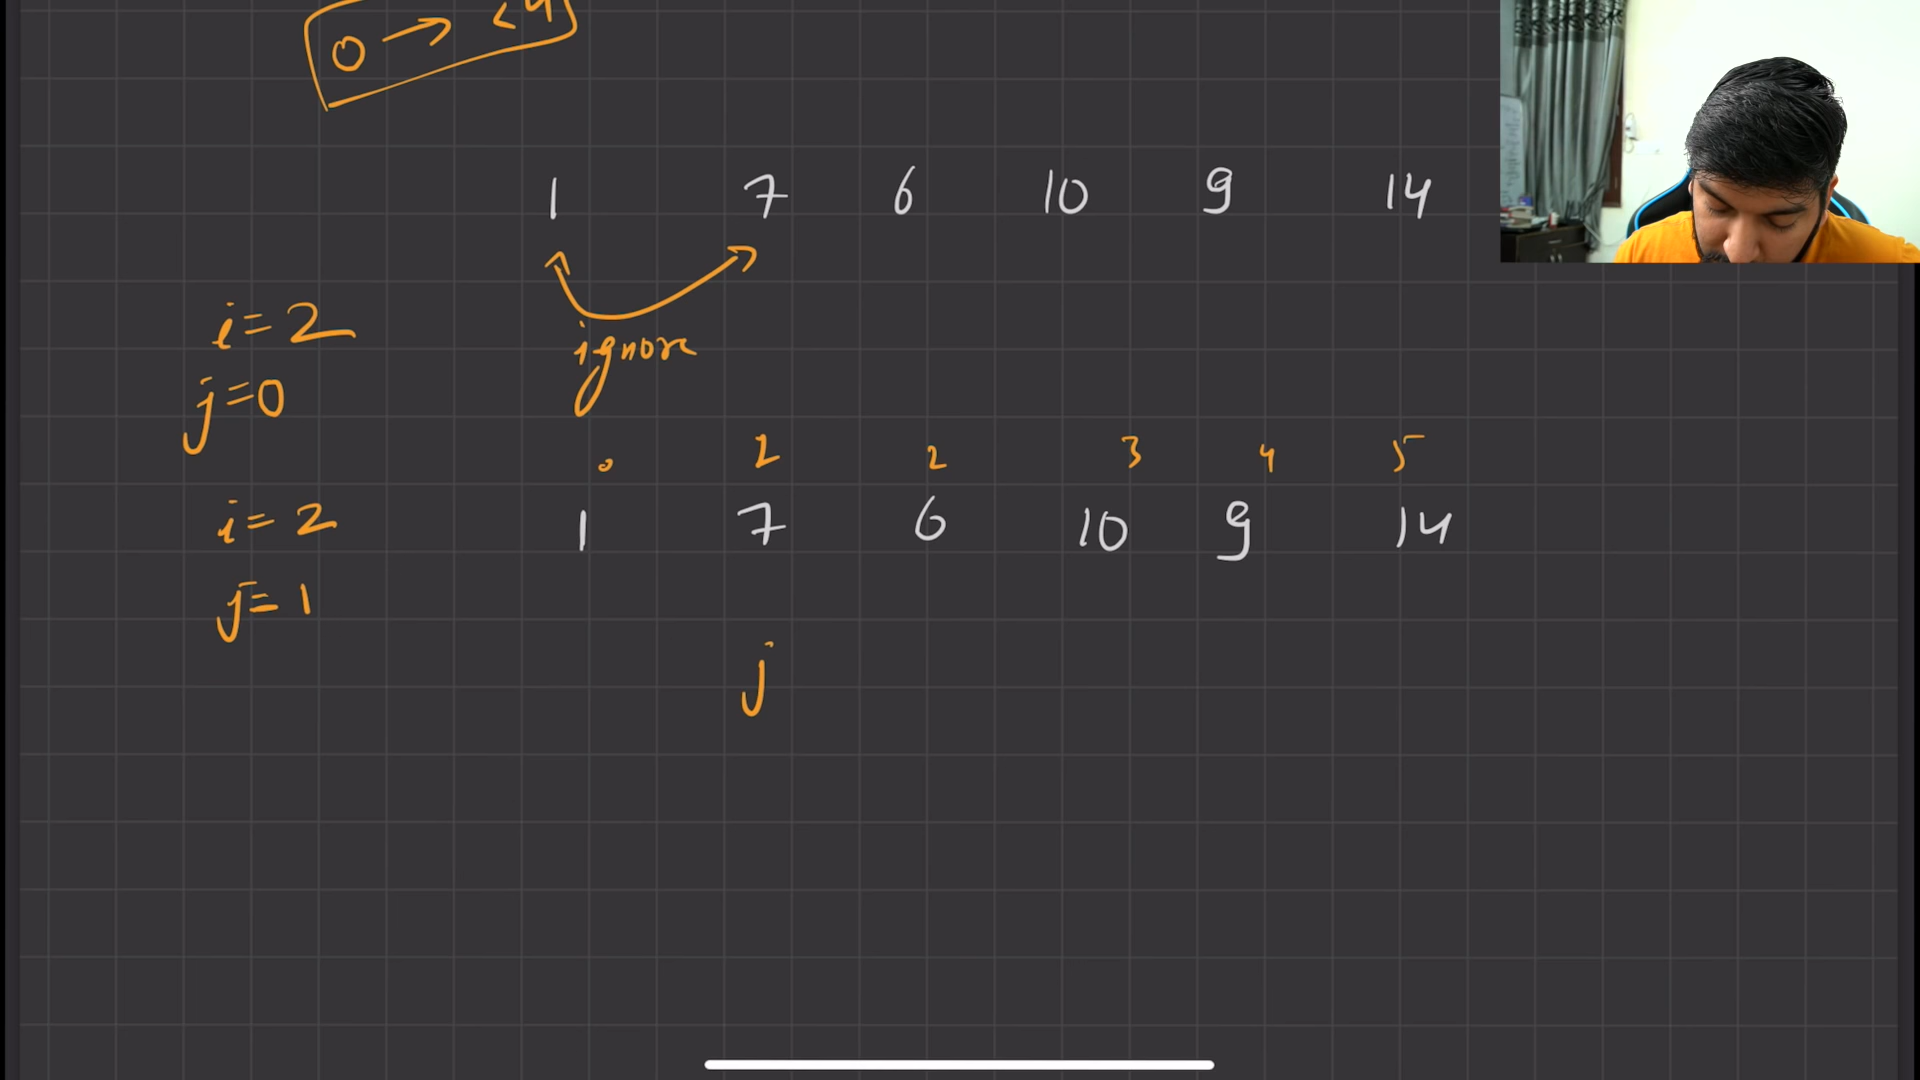 0 → <4
1 7 6 10 9 14
i=2
ignore
j=0
0 1 2 3 4 5
i=2
1 7 6 10 9 14
j=1
j